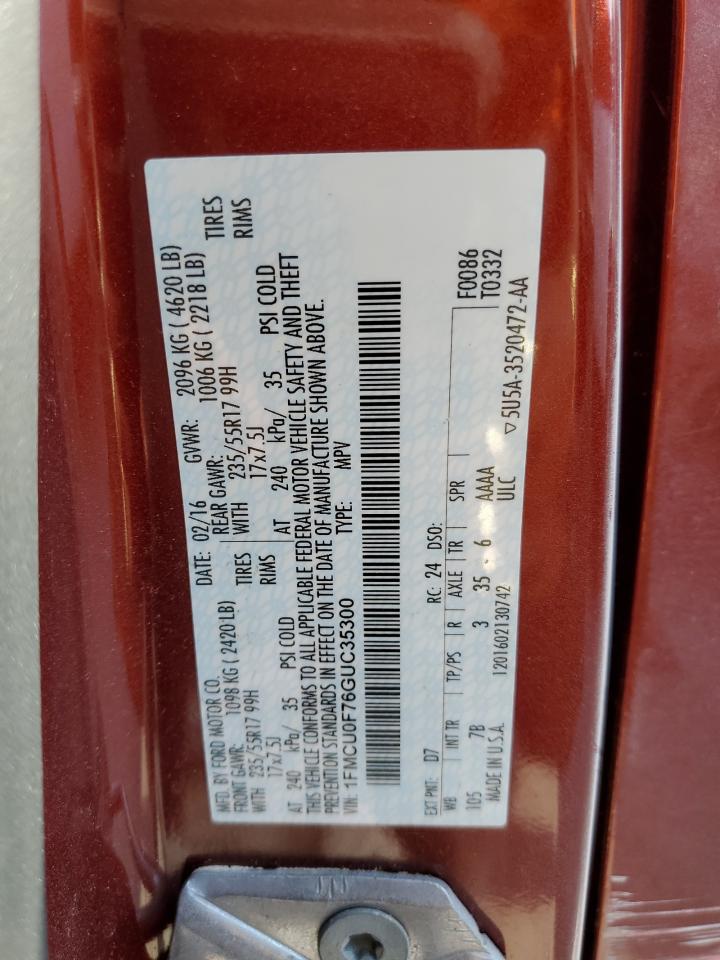 MFD. BY FORD MOTOR CO.
DATE: 02/16 GVWR: 2096 KG ( 4620 LB)
FRONT GAWR: 1098 KG ( 2420 LB)
REAR GAWR: 1006 KG ( 2218 LB)
WITH 235/55R17 99H TIRES
WITH 235/55R17 99H TIRES
17x7.5J RIMS
17x7.5J RIMS
AT 240 kPa/ 35 PSI COLD
AT 240 kPa/ 35 PSI COLD
THIS VEHICLE CONFORMS TO ALL APPLICABLE FEDERAL MOTOR VEHICLE SAFETY AND THEFT
PREVENTION STANDARDS IN EFFECT ON THE DATE OF MANUFACTURE SHOWN ABOVE.
VIN: 1FMCU0F76GUC35300 TYPE: MPV
EXT PNT: D7 RC: 24 DSO: F0086
WB INT TR TP/PS R AXLE TR SPR T0332
105 7B 3 35 6 AAAA
ULC
MADE IN U.S.A. 1201602130742 ▽5U5A-3520472-AA